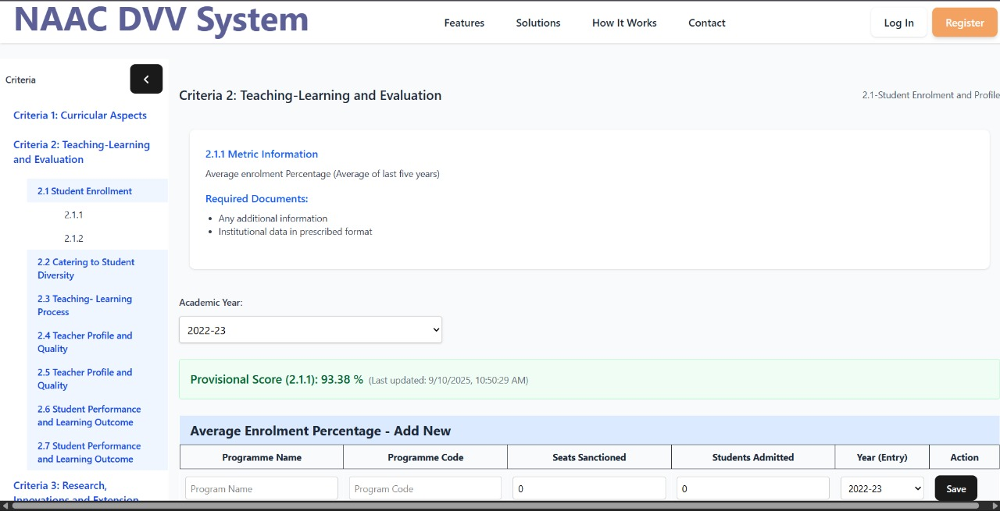 NAAC DVV System
Features
Solutions
How It Works
Contact
Log In
Register
Criteria
Criteria 1: Curricular Aspects
Criteria 2: Teaching-Learning
and Evaluation
2.1 Student Enrollment
2.1.1
2.1.2
2.2 Catering to Student
Diversity
2.3 Teaching- Learning
Process
2.4 Teacher Profile and
Quality
2.5 Teacher Profile and
Quality
2.6 Student Performance
and Learning Outcome
2.7 Student Performance
and Learning Outcome
Criteria 3: Research,
Innovations and Extension
Criteria 2: Teaching-Learning and Evaluation
2.1-Student Enrolment and Profile
2.1.1 Metric Information
Average enrolment Percentage (Average of last five years)
Required Documents:
• Any additional information
• Institutional data in prescribed format
Academic Year:
2022-23
Provisional Score (2.1.1): 93.38 % (Last updated: 9/10/2025, 10:50:29 AM)
Average Enrolment Percentage - Add New
Programme Name
Programme Code
Seats Sanctioned
Students Admitted
Year (Entry)
Action
Program Name
Program Code
0
0
2022-23
Save